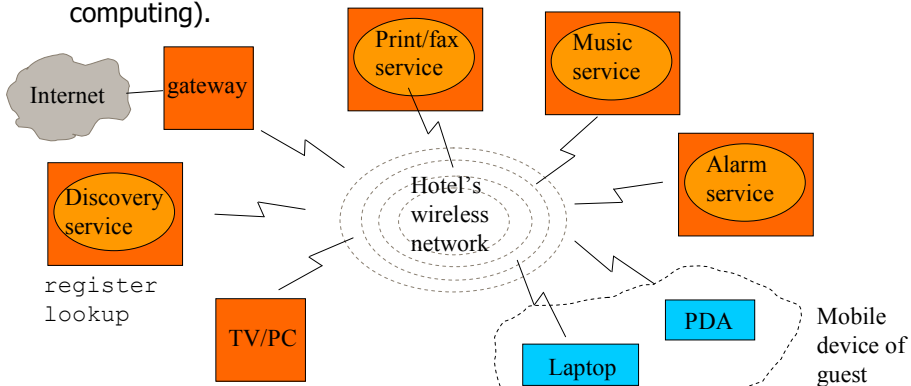 computing).
Print/fax
service
Music
service
Internet
gateway
Alarm
service
Discovery
service
Hotel's
wireless
network
register
lookup
TV/PC
PDA
Laptop
Mobile
device of
guest